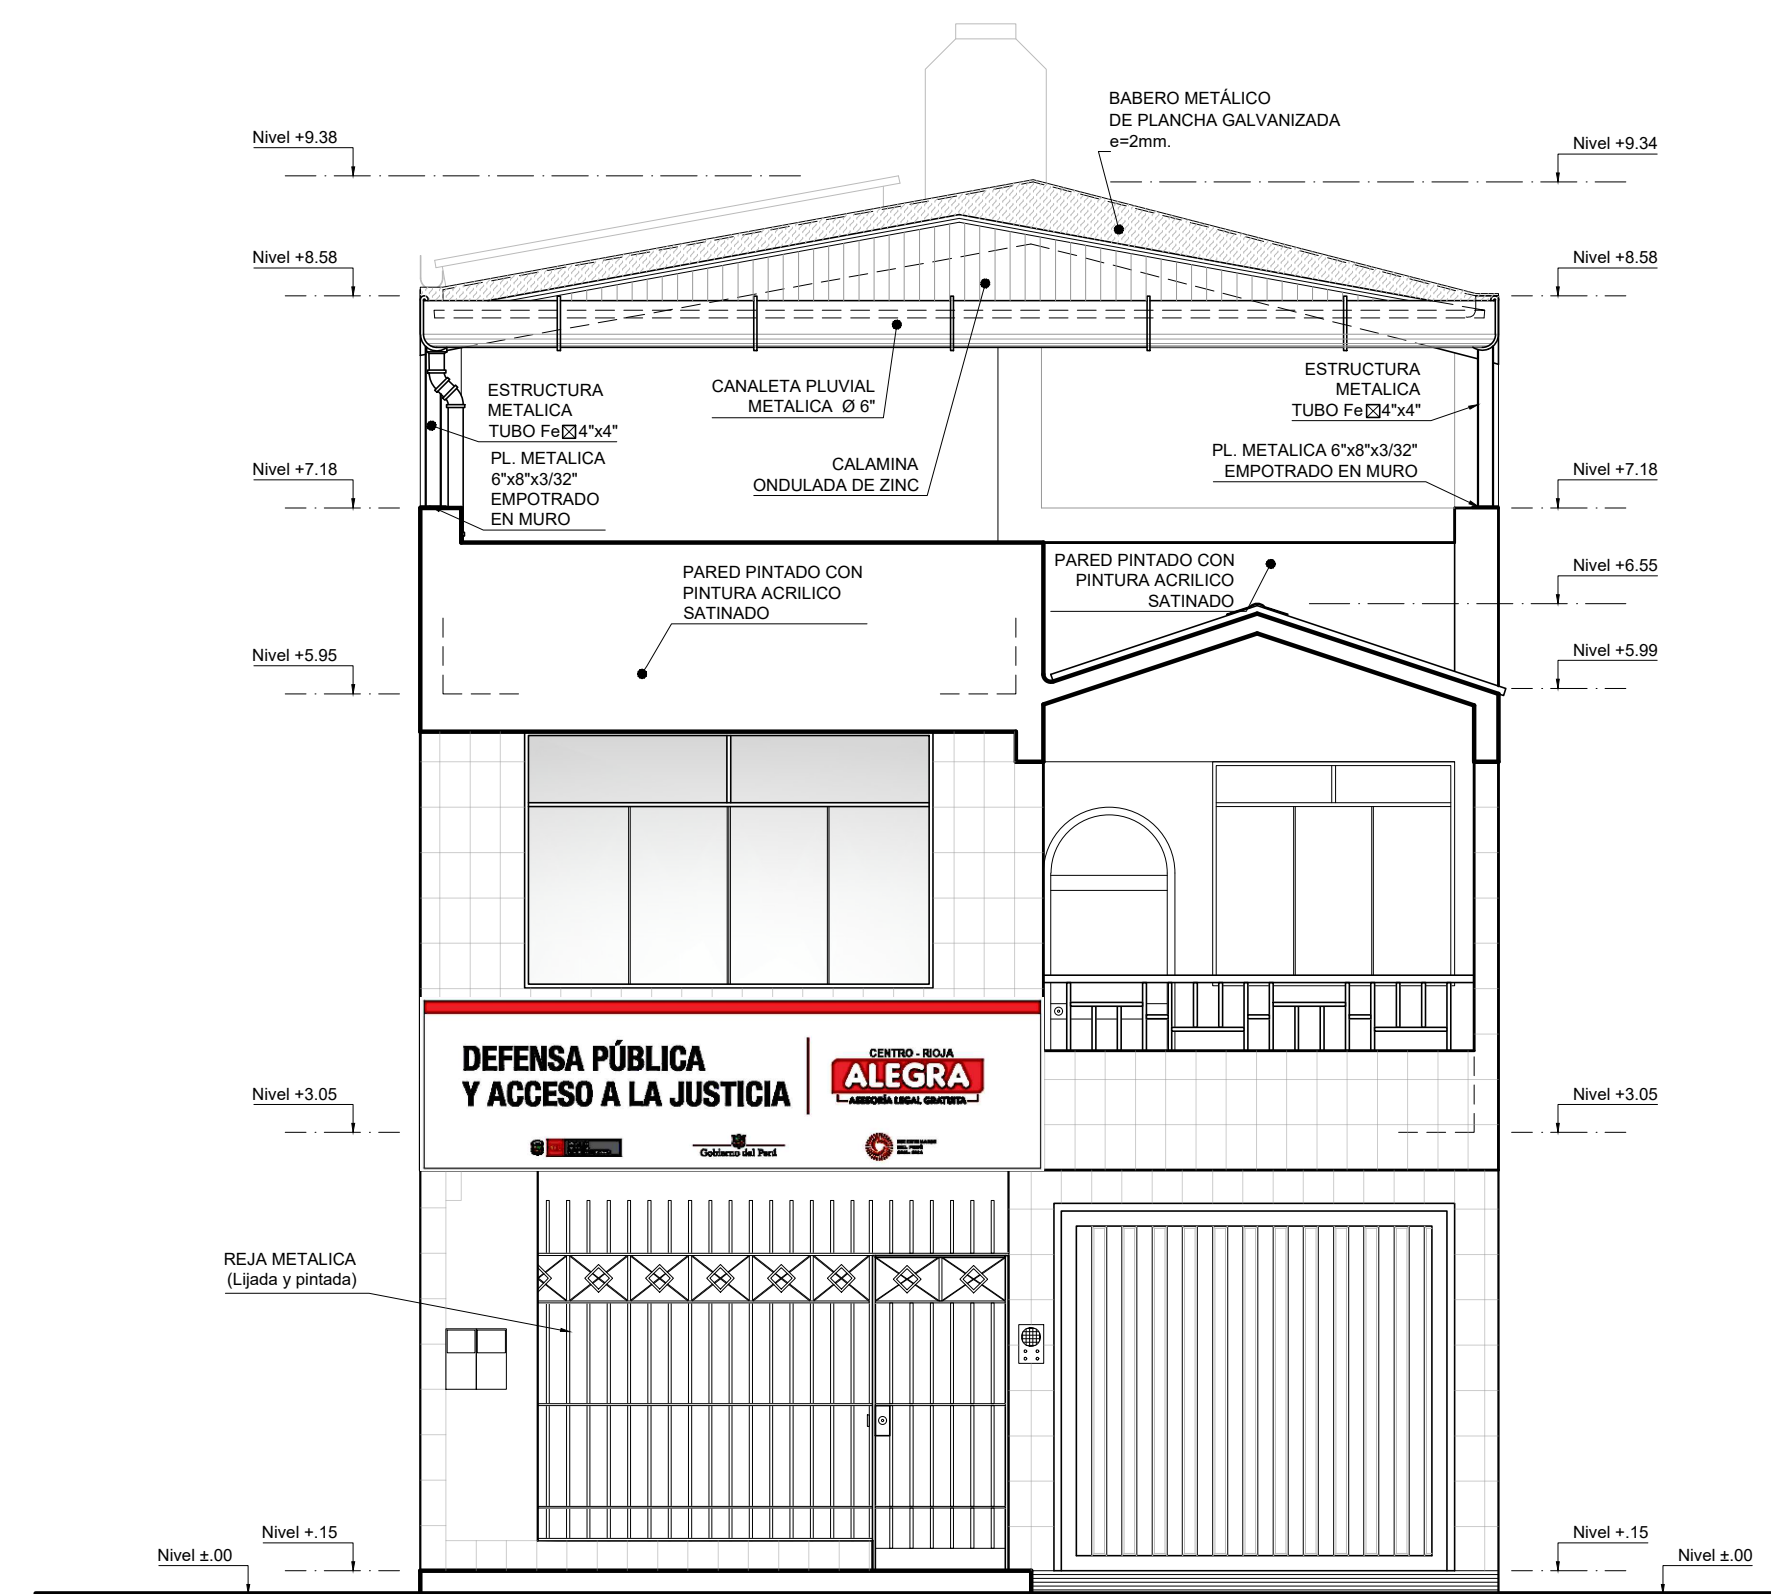 BABERO METÁLICO
DE PLANCHA GALVANIZADA
e=2mm.
Nivel +9.38
Nivel +9.34
Nivel +8.58
Nivel +8.58
ESTRUCTURA
METALICA
TUBO Fe 4"x4"
CANALETA PLUVIAL
METALICA Ø 6"
ESTRUCTURA
METALICA
TUBO Fe 4"x4"
PL. METALICA
6"x8"x3/32"
EMPOTRADO
EN MURO
CALAMINA
ONDULADA DE ZINC
PL. METALICA 6"x8"x3/32"
EMPOTRADO EN MURO
Nivel +7.18
Nivel +7.18
PARED PINTADO CON
PINTURA ACRILICO
SATINADO
PARED PINTADO CON
PINTURA ACRILICO
SATINADO
Nivel +6.55
Nivel +5.95
Nivel +5.99
DEFENSA PÚBLICA
Y ACCESO A LA JUSTICIA
CENTRO - RIOJA
ALEGRA
ASESORÍA LEGAL GRATUITA
Gobierno del Perú
Nivel +3.05
Nivel +3.05
REJA METALICA
(Lijada y pintada)
Nivel +.15
Nivel +.15
Nivel ±.00
Nivel ±.00